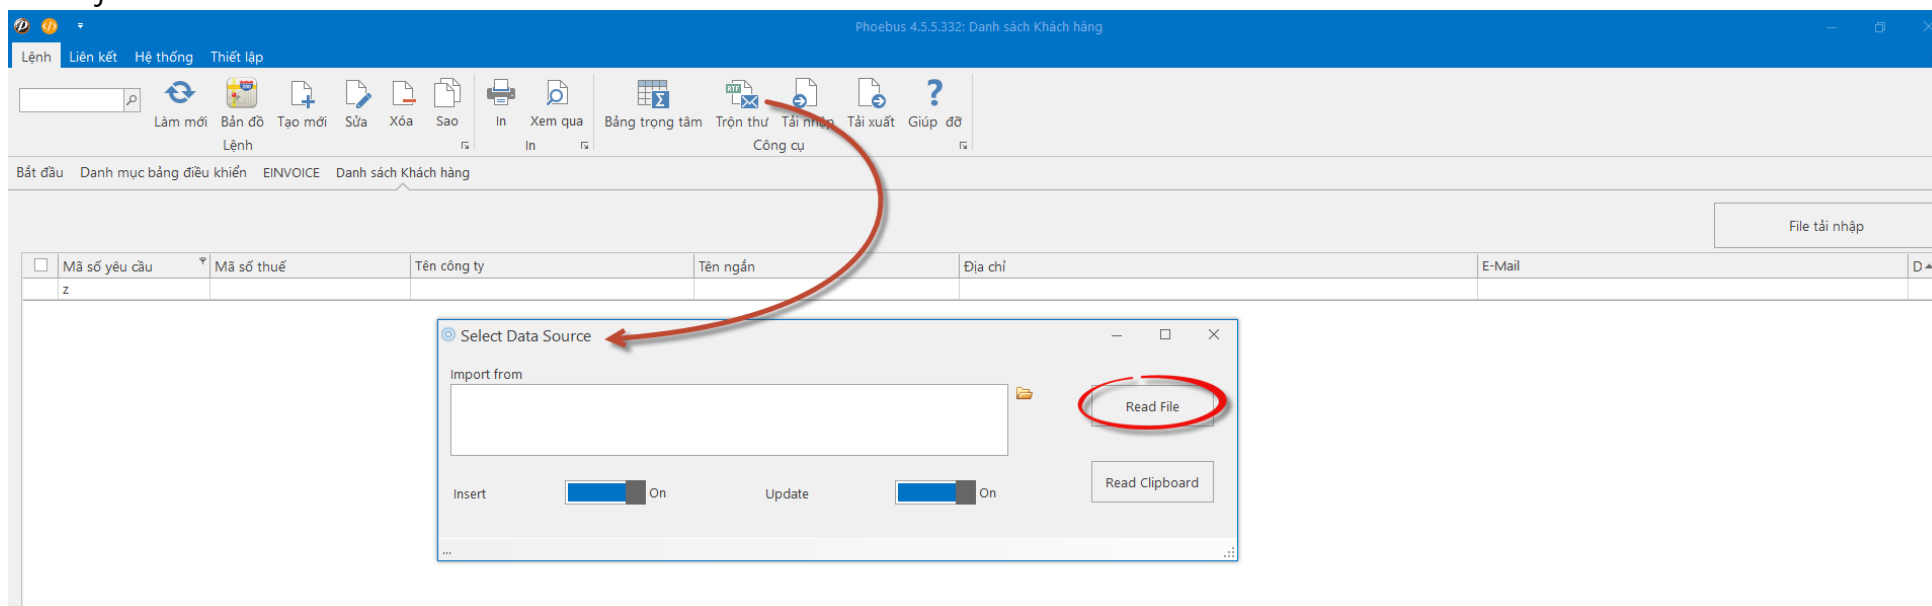 Phoebus 4.5.5.332: Danh sách Khách hàng
Lệnh Liên kết Hệ thống Thiết lập
Làm mới Bản đồ Tạo mới Sửa Xóa Sao In Xem qua Bảng trọng tâm Trộn thư Tải nhập Tải xuất Giúp đỡ
Lệnh In Công cụ
Bắt đầu Danh mục bảng điều khiển EINVOICE Danh sách Khách hàng
File tải nhập
Mã số yêu cầu Mã số thuế Tên công ty Tên ngắn Địa chỉ E-Mail D
z
Select Data Source
Import from
Read File
Read Clipboard
Insert On Update On
...